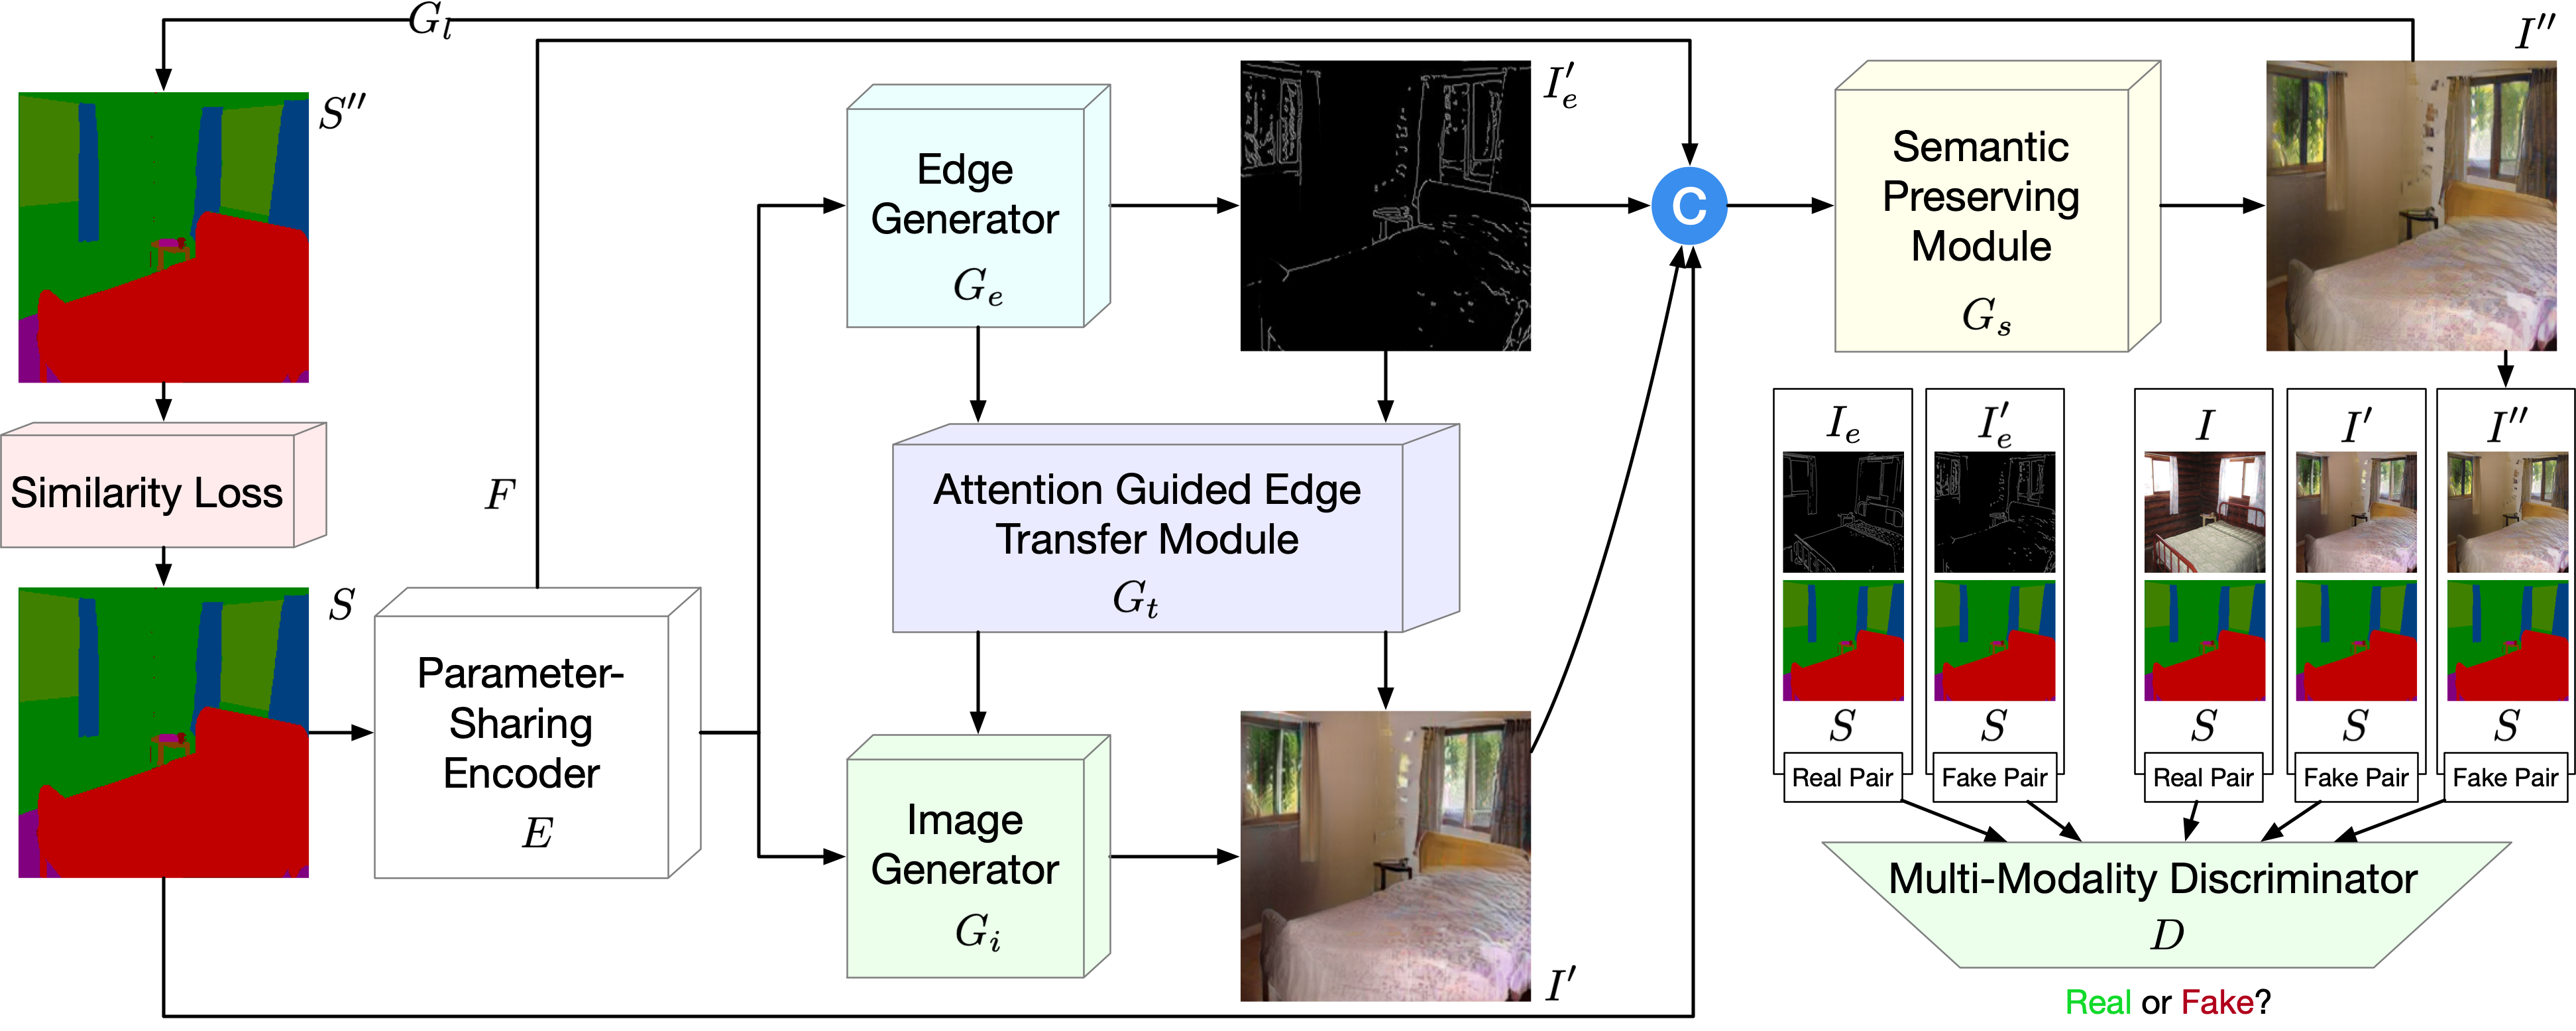 G_l
S′′
Similarity Loss
S
F
Parameter-
Sharing
Encoder
E
Edge
Generator
G_e
I′_e
Attention Guided Edge
Transfer Module
G_t
Image
Generator
G_i
I′
C
Semantic
Preserving
Module
G_s
I′′
I_e
I′_e
I
I′
I′′
S
S
S
S
S
Real Pair
Fake Pair
Real Pair
Fake Pair
Fake Pair
Multi-Modality Discriminator
D
Real or Fake?